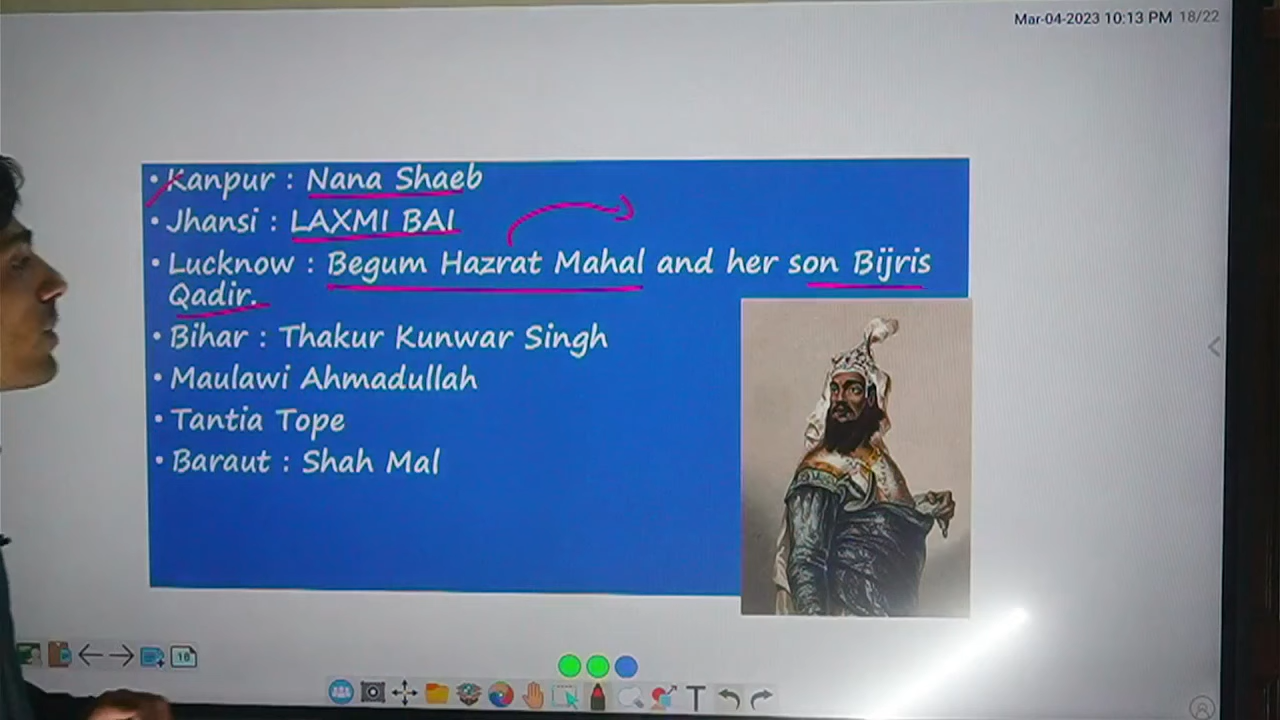 Mar-04-2023 10:13 PM 18/22
• Kanpur : Nana Shaeb
• Jhansi : LAXMI BAI
• Lucknow : Begum Hazrat Mahal and her son Bijris
Qadir.
• Bihar : Thakur Kunwar Singh
• Maulawi Ahmadullah
• Tantia Tope
• Baraut : Shah Mal
18
T